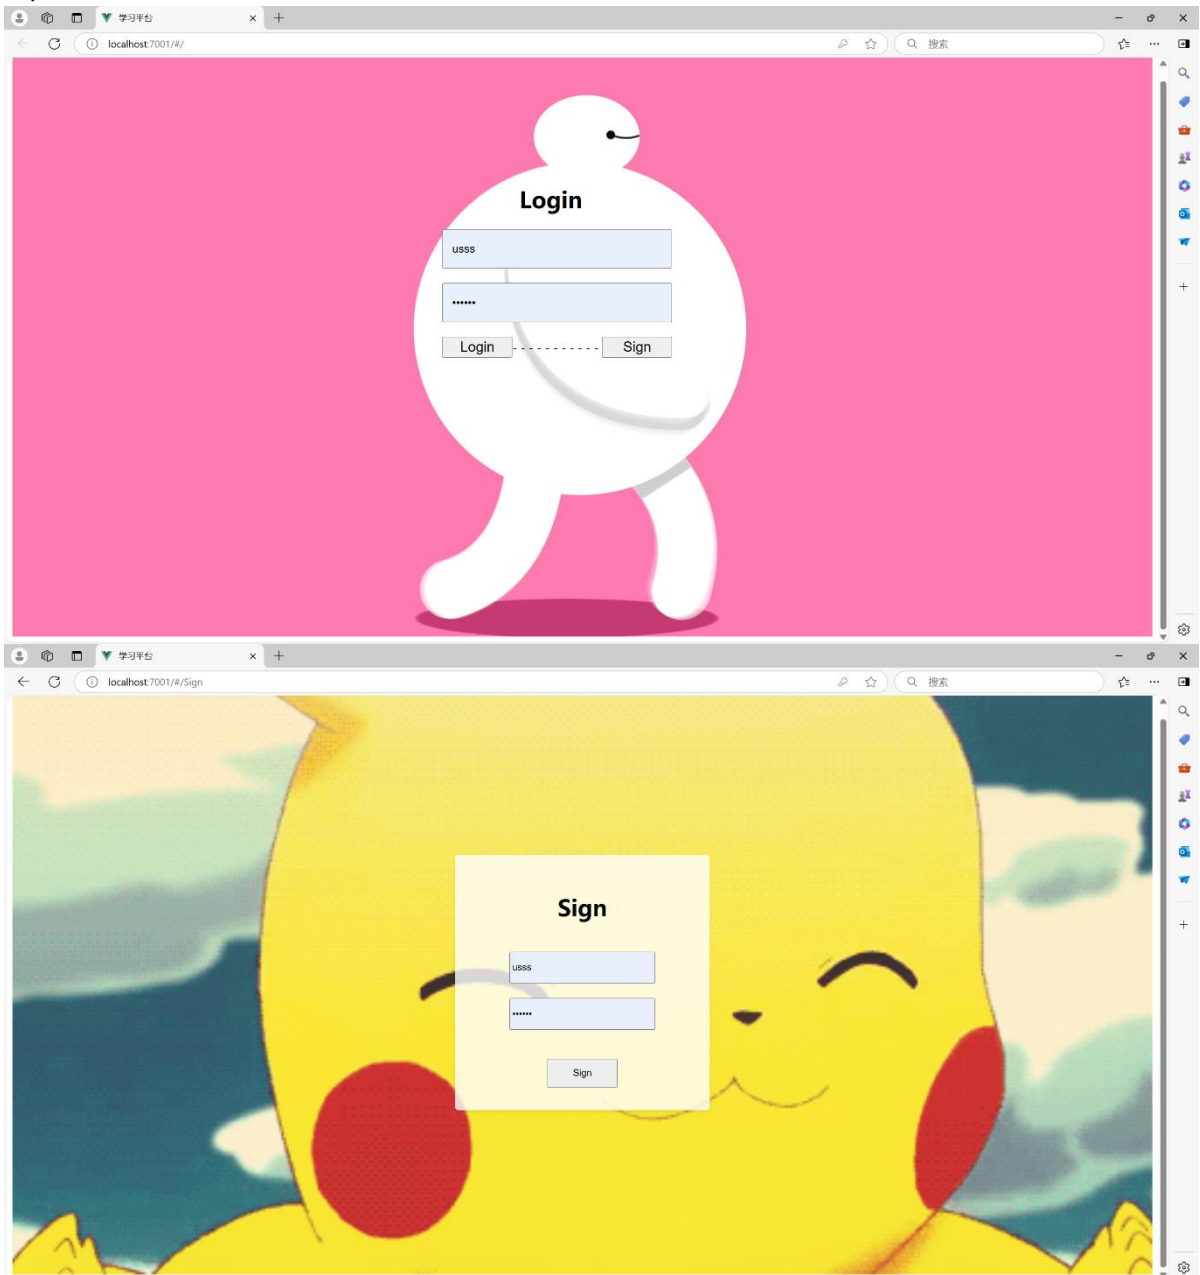 学习平台
localhost:7001/#/
搜索
Login
usss
••••••
Login - - - - - - - - - - Sign
学习平台
localhost:7001/#/Sign
搜索
Sign
usss
••••••
Sign